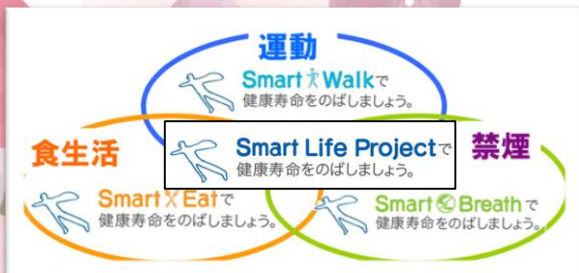 運動
Smart Walkで
健康寿命をのばしましょう。
食生活
Smart Life Projectで
健康寿命をのばしましょう。
禁煙
Smart Eatで
健康寿命をのばしましょう。
Smart Breathで
健康寿命をのばしましょう。